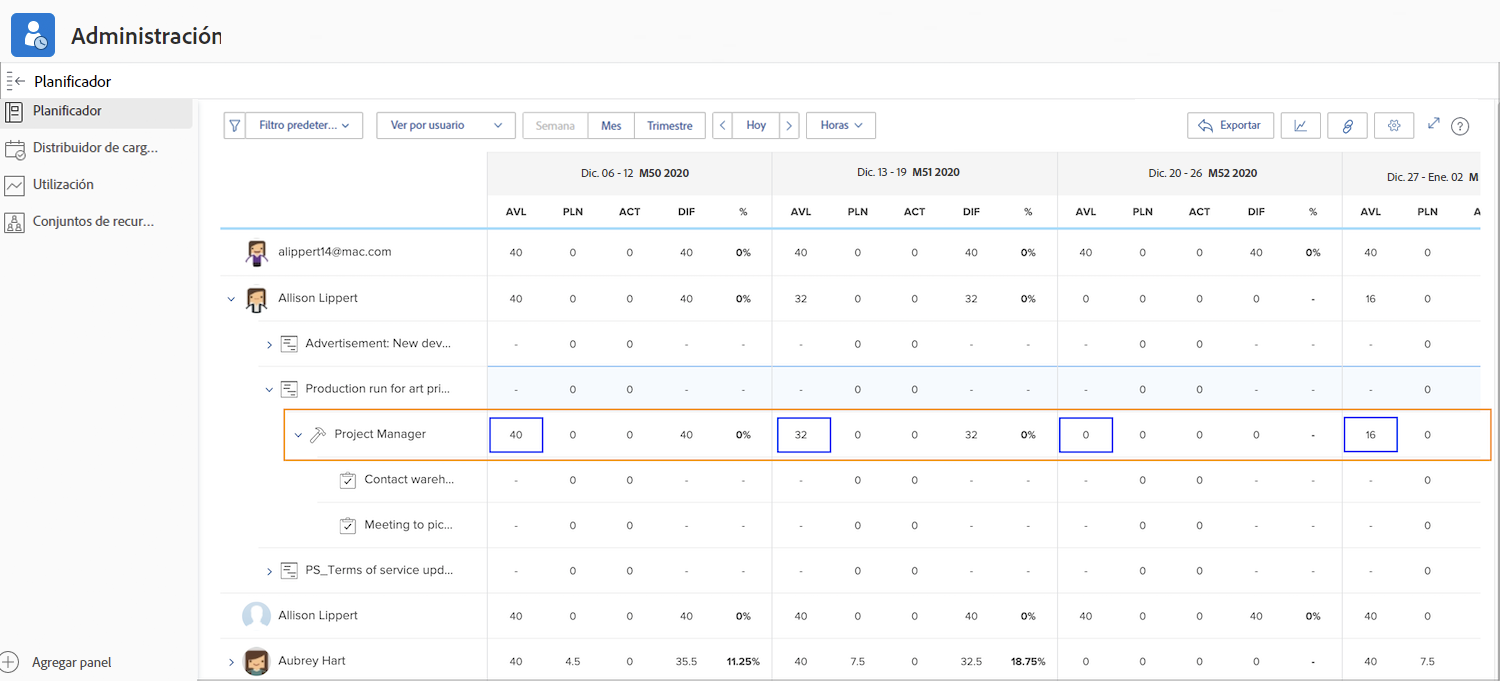 Administración
Planificador
Planificador
Distribuidor de carg...
Utilización
Conjuntos de recur...
Agregar panel
Filtro predeter... Ver por usuario Semana Mes Trimestre Hoy Horas Exportar ?
Dic. 06 - 12 M50 2020 Dic. 13 - 19 M51 2020 Dic. 20 - 26 M52 2020 Dic. 27 - Ene. 02 M
AVL PLN ACT DIF % AVL PLN ACT DIF % AVL PLN ACT DIF % AVL PLN A
alippert14@mac.com 40 0 0 40 0% 40 0 0 40 0% 40 0 0 40 0% 40 0
Allison Lippert 40 0 0 40 0% 32 0 0 32 0% 0 0 0 0 - 16 0
Advertisement: New dev... - 0 0 - - - 0 0 - - - 0 0 - - - 0
Production run for art pri... - 0 0 - - - 0 0 - - - 0 0 - - - 0
Project Manager 40 0 0 40 0% 32 0 0 32 0% 0 0 0 0 - 16 0
Contact wareh... - 0 0 - - - 0 0 - - - 0 0 - - - 0
Meeting to pic... - 0 0 - - - 0 0 - - - 0 0 - - - 0
PS_Terms of service upd... - 0 0 - - - 0 0 - - - 0 0 - - - 0
Allison Lippert 40 0 0 40 0% 40 0 0 40 0% 40 0 0 40 0% 40 0
Aubrey Hart 40 4.5 0 35.5 11.25% 40 7.5 0 32.5 18.75% 0 0 0 0 - 40 7.5